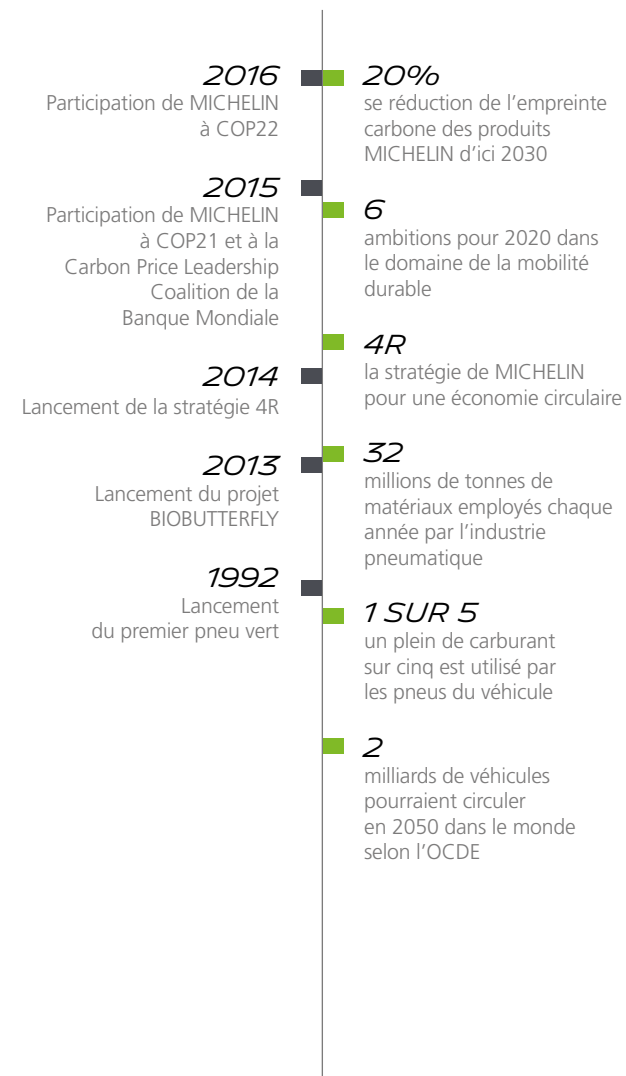 2016
Participation de MICHELIN
à COP22
2015
Participation de MICHELIN
à COP21 et à la
Carbon Price Leadership
Coalition de la
Banque Mondiale
2014
Lancement de la stratégie 4R
2013
Lancement du projet
BIOBUTTERFLY
1992
Lancement
du premier pneu vert
20%
se réduction de l’empreinte
carbone des produits
MICHELIN d’ici 2030
6
ambitions pour 2020 dans
le domaine de la mobilité
durable
4R
la stratégie de MICHELIN
pour une économie circulaire
32
millions de tonnes de
matériaux employés chaque
année par l’industrie
pneumatique
1 SUR 5
un plein de carburant
sur cinq est utilisé par
les pneus du véhicule
2
milliards de véhicules
pourraient circuler
en 2050 dans le monde
selon l’OCDE